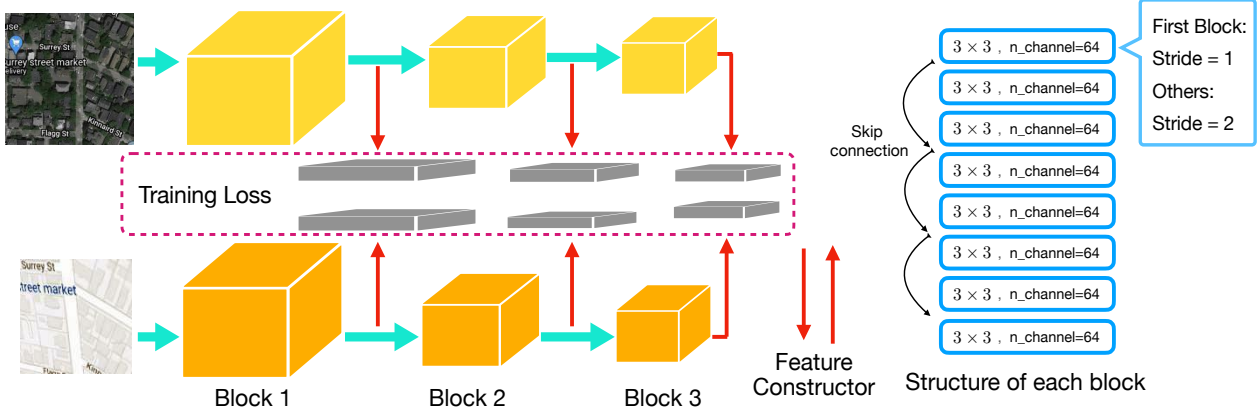 use
Surrey St
Surrey street market
delivery
Kinnaird St
Flagg St
Training Loss
Surrey St
street market
Kinn
Block 1
Block 2
Block 3
Feature
Constructor
Skip
connection
3 × 3 , n_channel=64
3 × 3 , n_channel=64
3 × 3 , n_channel=64
3 × 3 , n_channel=64
3 × 3 , n_channel=64
3 × 3 , n_channel=64
3 × 3 , n_channel=64
3 × 3 , n_channel=64
Structure of each block
First Block:
Stride = 1
Others:
Stride = 2